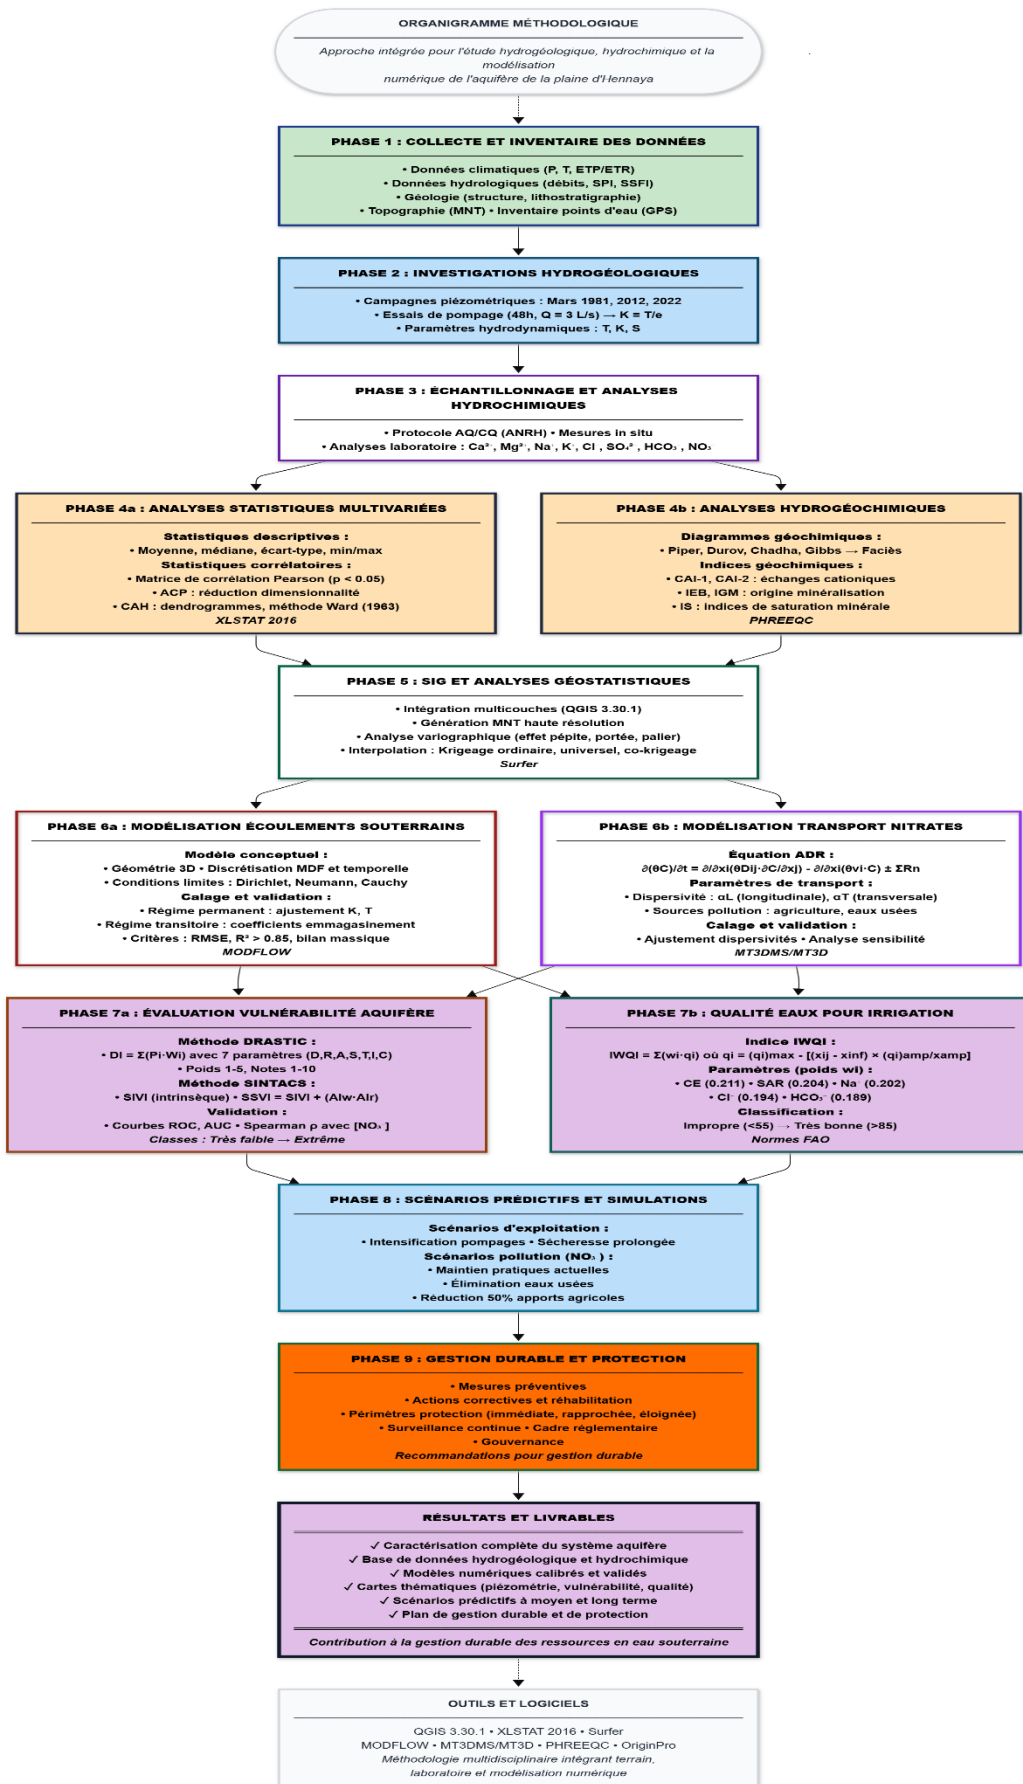 ORGANIGRAMME MÉTHODOLOGIQUE
Approche intégrée pour l'étude hydrogéologique, hydrochimique et la
modélisation
numérique de l'aquifère de la plaine d'Hennaya
PHASE 1 : COLLECTE ET INVENTAIRE DES DONNÉES
• Données climatiques (P, T, ETP/ETR)
• Données hydrologiques (débits, SPI, SSFI)
• Géologie (structure, lithostratigraphie)
• Topographie (MNT) • Inventaire points d'eau (GPS)
PHASE 2 : INVESTIGATIONS HYDROGÉOLOGIQUES
• Campagnes piézométriques : Mars 1981, 2012, 2022
• Essais de pompage (48h, Q = 3 L/s) → K = T/e
• Paramètres hydrodynamiques : T, K, S
PHASE 3 : ÉCHANTILLONNAGE ET ANALYSES
HYDROCHIMIQUES
• Protocole AQ/CQ (ANRH) • Mesures in situ
• Analyses laboratoire : Ca²⁺, Mg²⁺, Na⁺, K⁺, Cl⁻, SO₄²⁻, HCO₃⁻, NO₃⁻
PHASE 4a : ANALYSES STATISTIQUES MULTIVARIÉES
Statistiques descriptives :
• Moyenne, médiane, écart-type, min/max
Statistiques corrélatoires :
• Matrice de corrélation Pearson (p < 0.05)
• ACP : réduction dimensionnalité
• CAH : dendrogrammes, méthode Ward (1963)
XLSTAT 2016
PHASE 4b : ANALYSES HYDROGÉOCHIMIQUES
Diagrammes géochimiques :
• Piper, Durov, Chadha, Gibbs → Faciès
Indices géochimiques :
• CAI-1, CAI-2 : échanges cationiques
• IEB, IGM : origine minéralisation
• IS : indices de saturation minérale
PHREEQC
PHASE 5 : SIG ET ANALYSES GÉOSTATISTIQUES
• Intégration multicouches (QGIS 3.30.1)
• Génération MNT haute résolution
• Analyse variographique (effet pépite, portée, palier)
• Interpolation : Krigeage ordinaire, universel, co-krigeage
Surfer
PHASE 6a : MODÉLISATION ÉCOULEMENTS SOUTERRAINS
Modèle conceptuel :
• Géométrie 3D • Discrétisation MDF et temporelle
• Conditions limites : Dirichlet, Neumann, Cauchy
Calage et validation :
• Régime permanent : ajustement K, T
• Régime transitoire : coefficients emmagasinement
• Critères : RMSE, R² > 0.85, bilan massique
MODFLOW
PHASE 6b : MODÉLISATION TRANSPORT NITRATES
Équation ADR :
∂(θC)/∂t = ∂/∂xi(θDij·∂C/∂xj) - ∂/∂xi(θvi·C) ± ΣRn
Paramètres de transport :
• Dispersivité : αL (longitudinale), αT (transversale)
• Sources pollution : agriculture, eaux usées
Calage et validation :
• Ajustement dispersivités • Analyse sensibilité
MT3DMS/MT3D
PHASE 7a : ÉVALUATION VULNÉRABILITÉ AQUIFÈRE
Méthode DRASTIC :
• DI = Σ(Pi·Wi) avec 7 paramètres (D,R,A,S,T,I,C)
• Poids 1-5, Notes 1-10
Méthode SINTACS :
• SIVI (intrinsèque) • SSVI = SIVI + (AIw·AIr)
Validation :
• Courbes ROC, AUC • Spearman ρ avec [NO₃⁻]
Classes : Très faible → Extrême
PHASE 7b : QUALITÉ EAUX POUR IRRIGATION
Indice IWQI :
IWQI = Σ(wi·qi) où qi = (qi)max - [(xij - xinf) × (qi)amp/xamp]
Paramètres (poids wi) :
• CE (0.211) • SAR (0.204) • Na⁺ (0.202)
• Cl⁻ (0.194) • HCO₃⁻ (0.189)
Classification :
Impropre (<55) → Très bonne (>85)
Normes FAO
PHASE 8 : SCÉNARIOS PRÉDICTIFS ET SIMULATIONS
Scénarios d'exploitation :
• Intensification pompages • Sécheresse prolongée
Scénarios pollution (NO₃⁻) :
• Maintien pratiques actuelles
• Élimination eaux usées
• Réduction 50% apports agricoles
PHASE 9 : GESTION DURABLE ET PROTECTION
• Mesures préventives
• Actions correctives et réhabilitation
• Périmètres protection (immédiate, rapprochée, éloignée)
• Surveillance continue • Cadre réglementaire
• Gouvernance
Recommandations pour gestion durable
RÉSULTATS ET LIVRABLES
✓ Caractérisation complète du système aquifère
✓ Base de données hydrogéologique et hydrochimique
✓ Modèles numériques calibrés et validés
✓ Cartes thématiques (piézométrie, vulnérabilité, qualité)
✓ Scénarios prédictifs à moyen et long terme
✓ Plan de gestion durable et de protection
Contribution à la gestion durable des ressources en eau souterraine
OUTILS ET LOGICIELS
QGIS 3.30.1 • XLSTAT 2016 • Surfer
MODFLOW • MT3DMS/MT3D • PHREEQC • OriginPro
Méthodologie multidisciplinaire intégrant terrain,
laboratoire et modélisation numérique